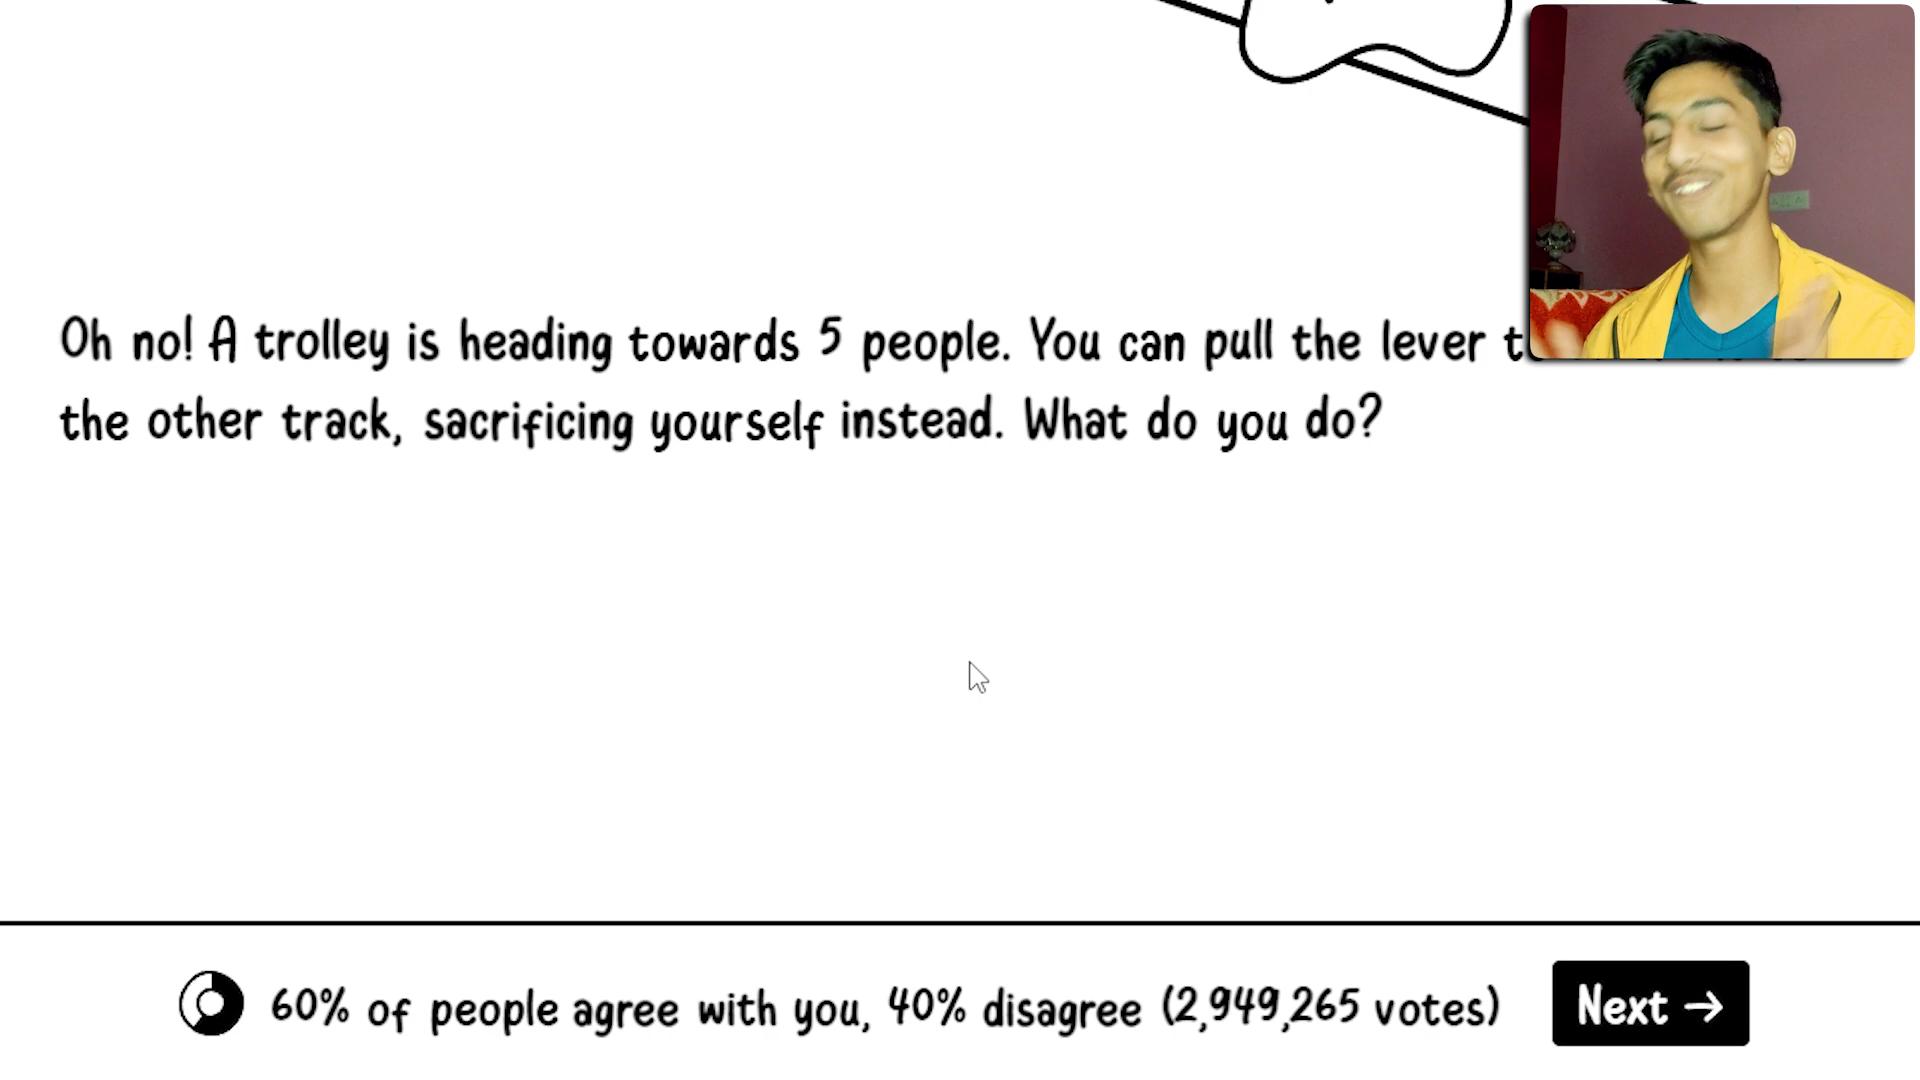 Oh no! A trolley is heading towards 5 people. You can pull the lever
the other track, sacrificing yourself instead. What do you do?
60% of people agree with you, 40% disagree (2,949,265 votes)
Next →